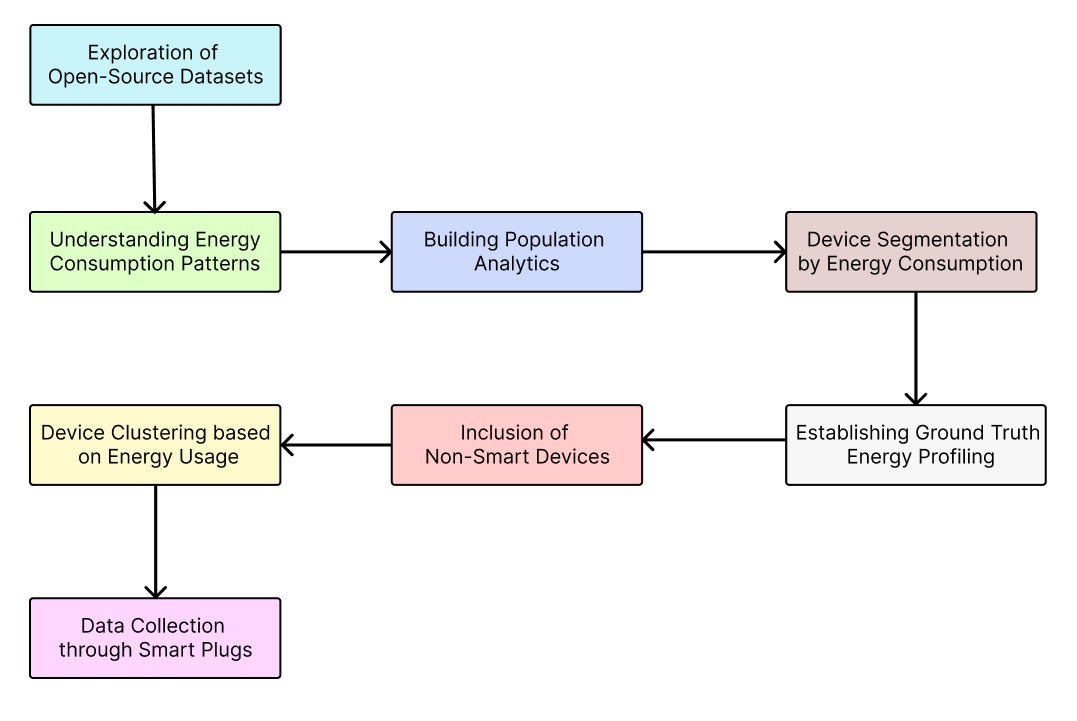 Exploration of
Open-Source Datasets
Understanding Energy
Consumption Patterns
Building Population
Analytics
Device Segmentation
by Energy Consumption
Establishing Ground Truth
Energy Profiling
Inclusion of
Non-Smart Devices
Device Clustering based
on Energy Usage
Data Collection
through Smart Plugs